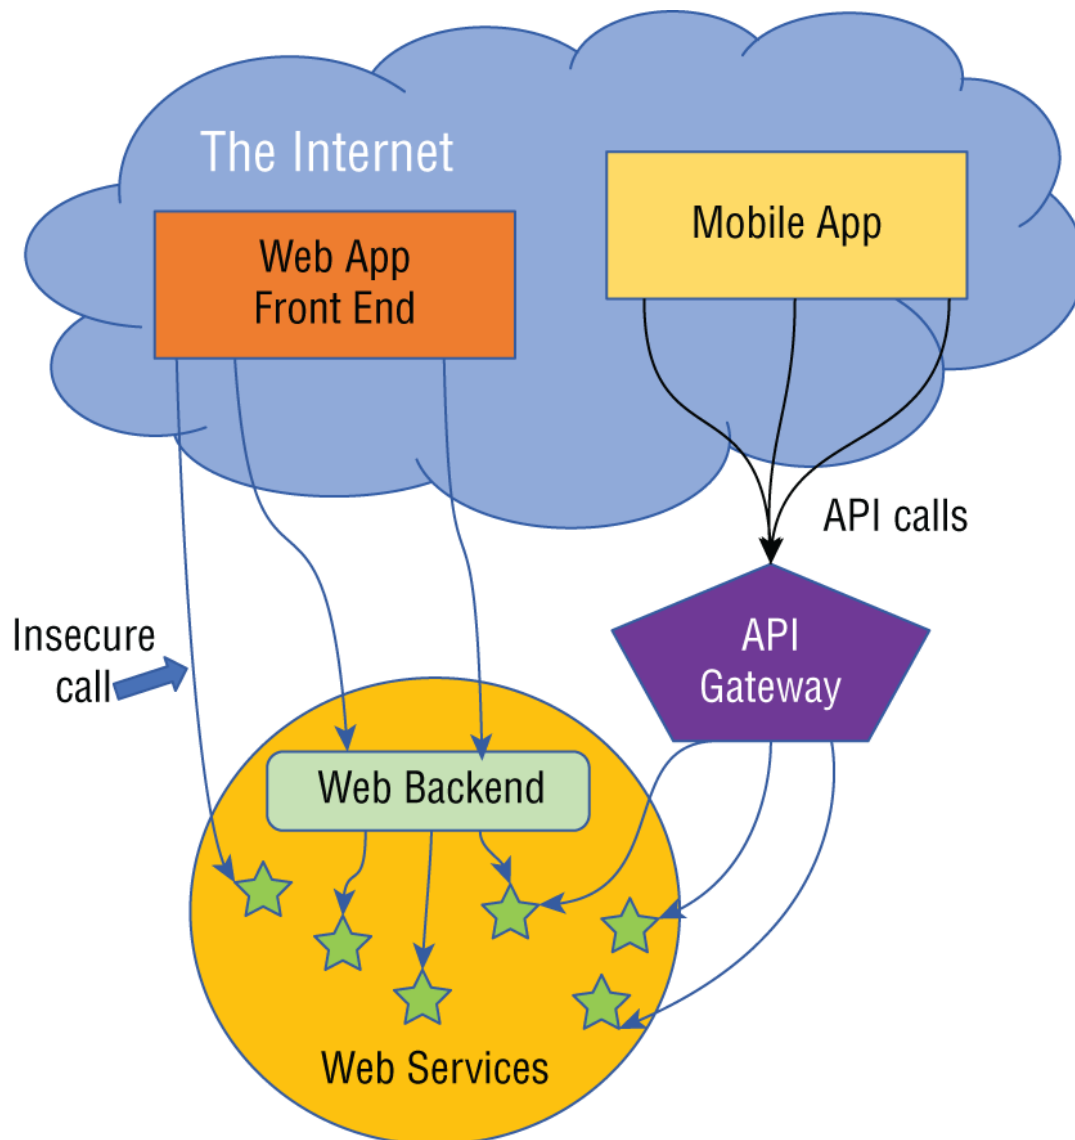 The Internet
Mobile App
Web App
Front End
API calls
Insecure
call
API
Gateway
Web Backend
Web Services